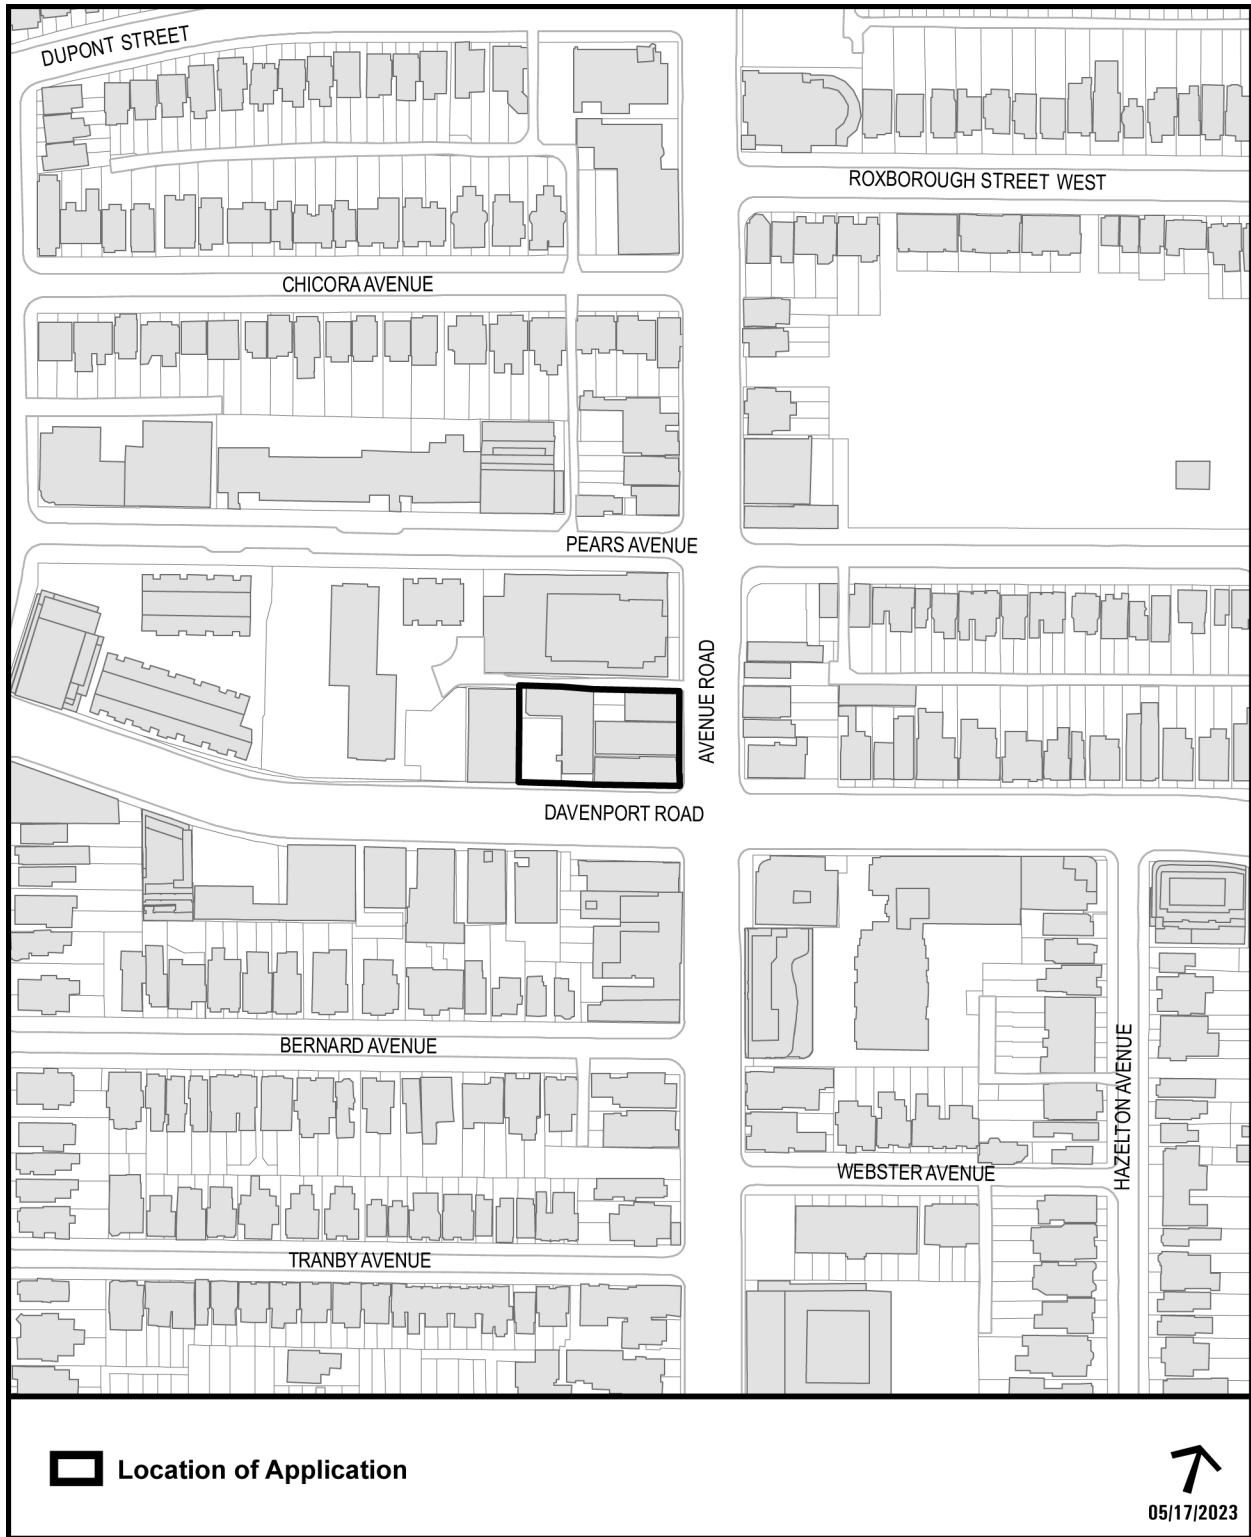 DUPONT STREET
ROXBOROUGH STREET WEST
CHICORA AVENUE
PEARS AVENUE
AVENUE ROAD
DAVENPORT ROAD
BERNARD AVENUE
HAZELTON AVENUE
WEBSTER AVENUE
TRANBY AVENUE
Location of Application
05/17/2023